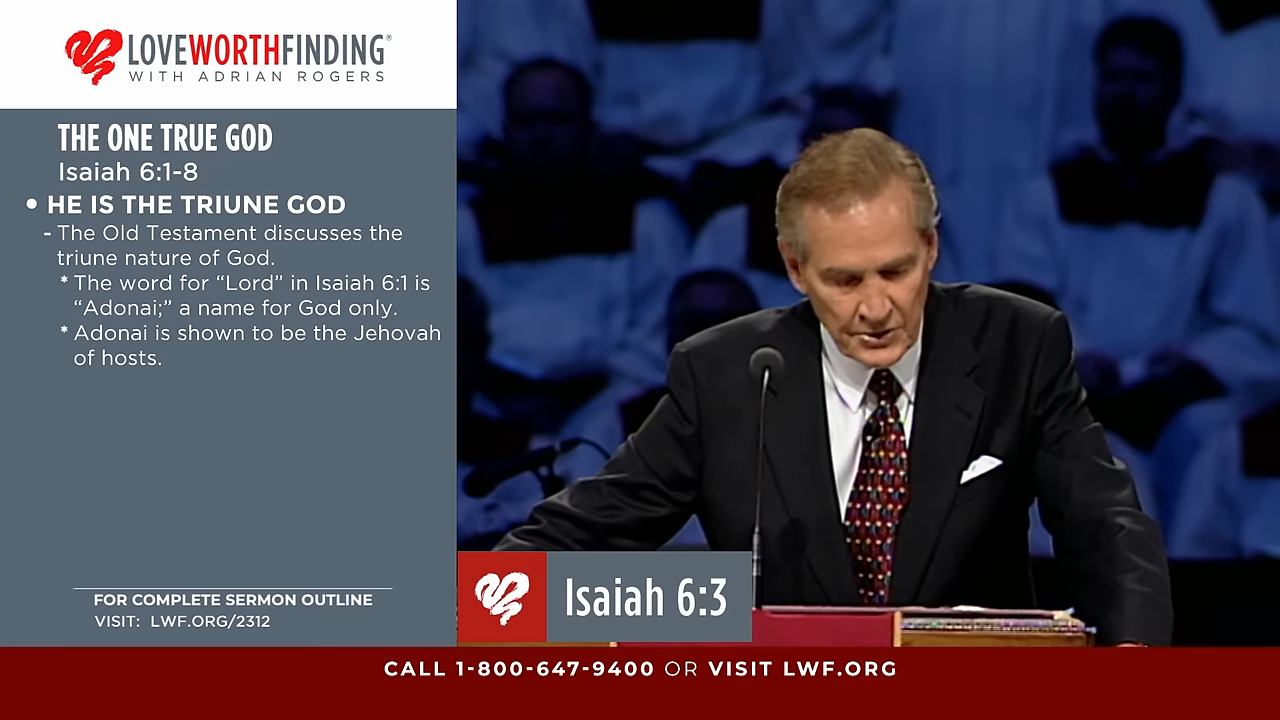 LOVEWORTHFINDING®
WITH ADRIAN ROGERS
THE ONE TRUE GOD
Isaiah 6:1-8
• HE IS THE TRIUNE GOD
- The Old Testament discusses the
triune nature of God.
* The word for “Lord” in Isaiah 6:1 is
“Adonai;” a name for God only.
* Adonai is shown to be the Jehovah
of hosts.
FOR COMPLETE SERMON OUTLINE
VISIT: LWF.ORG/2312
Isaiah 6:3
CALL 1-800-647-9400 OR VISIT LWF.ORG